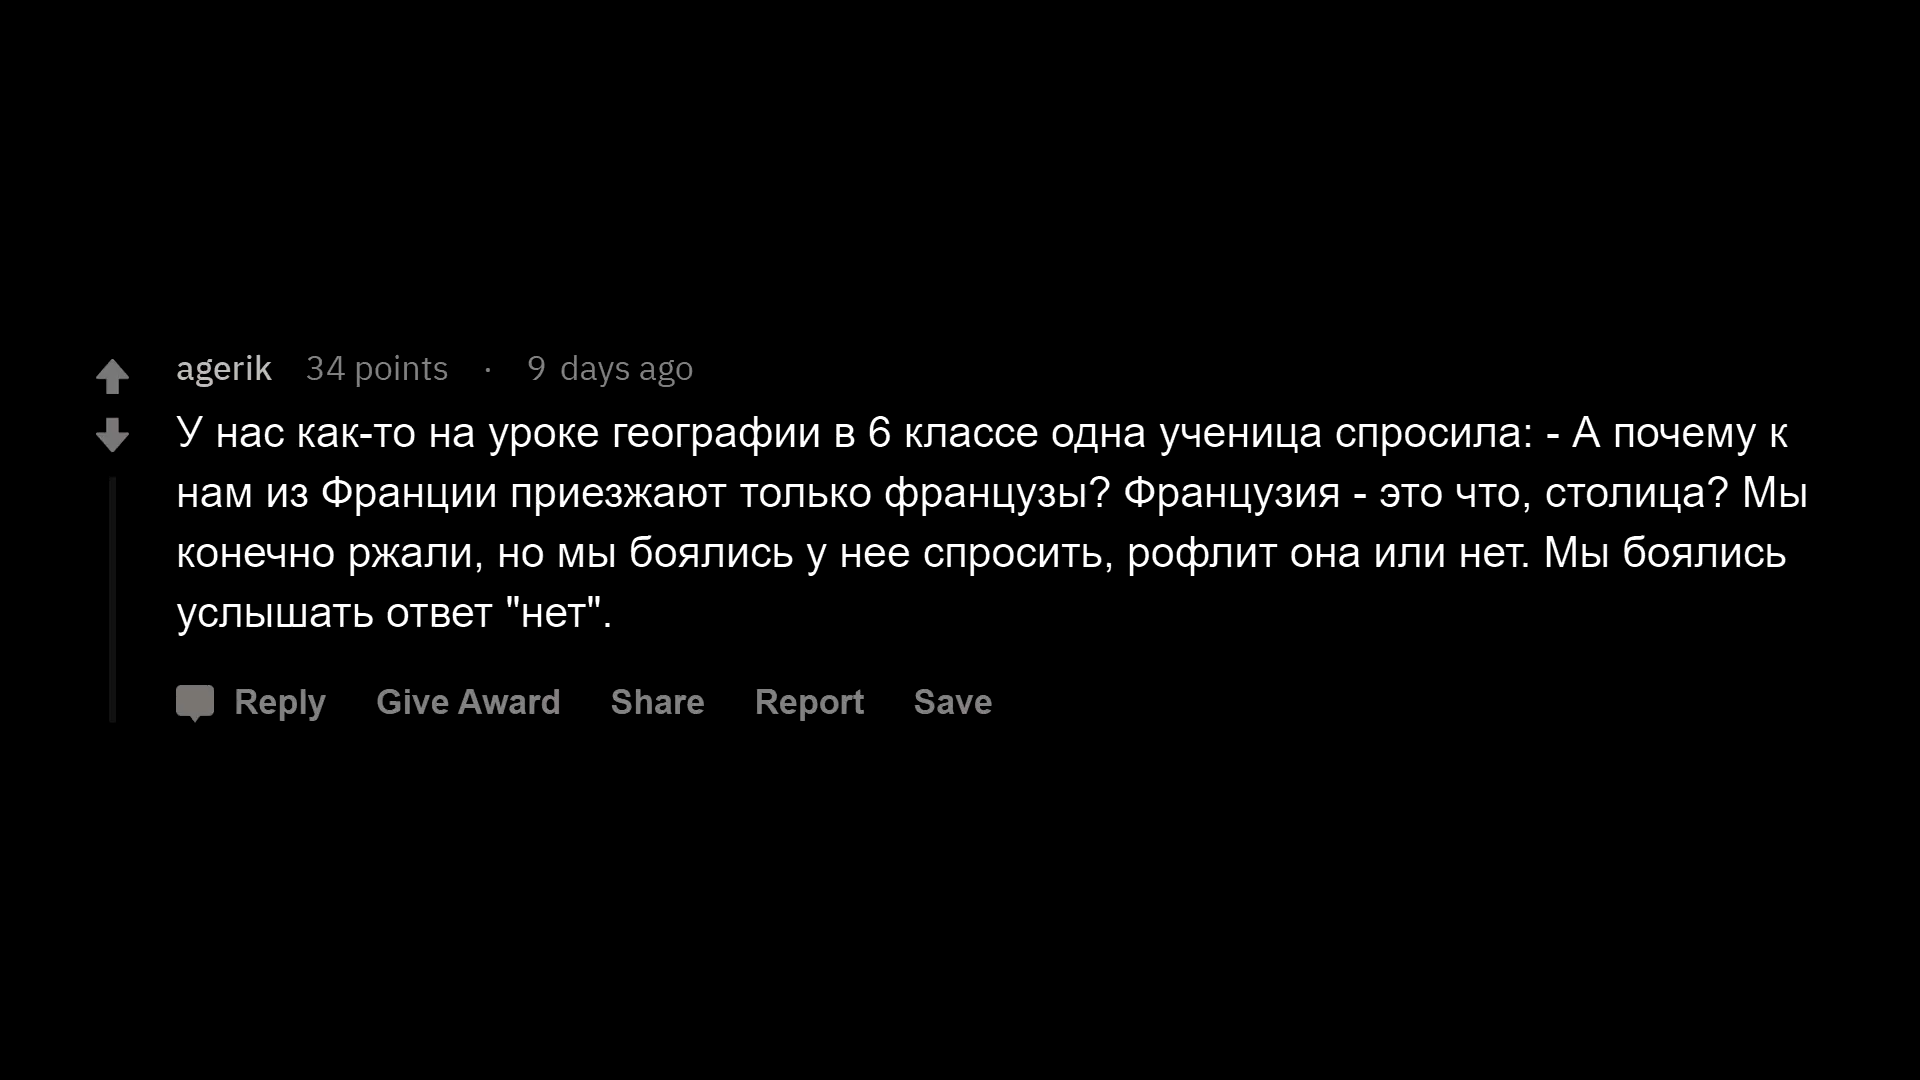 agerik 34 points · 9 days ago
У нас как-то на уроке географии в 6 классе одна ученица спросила: - А почему к
нам из Франции приезжают только французы? Французия - это что, столица? Мы
конечно ржали, но мы боялись у нее спросить, рофлит она или нет. Мы боялись
услышать ответ "нет".
Reply Give Award Share Report Save